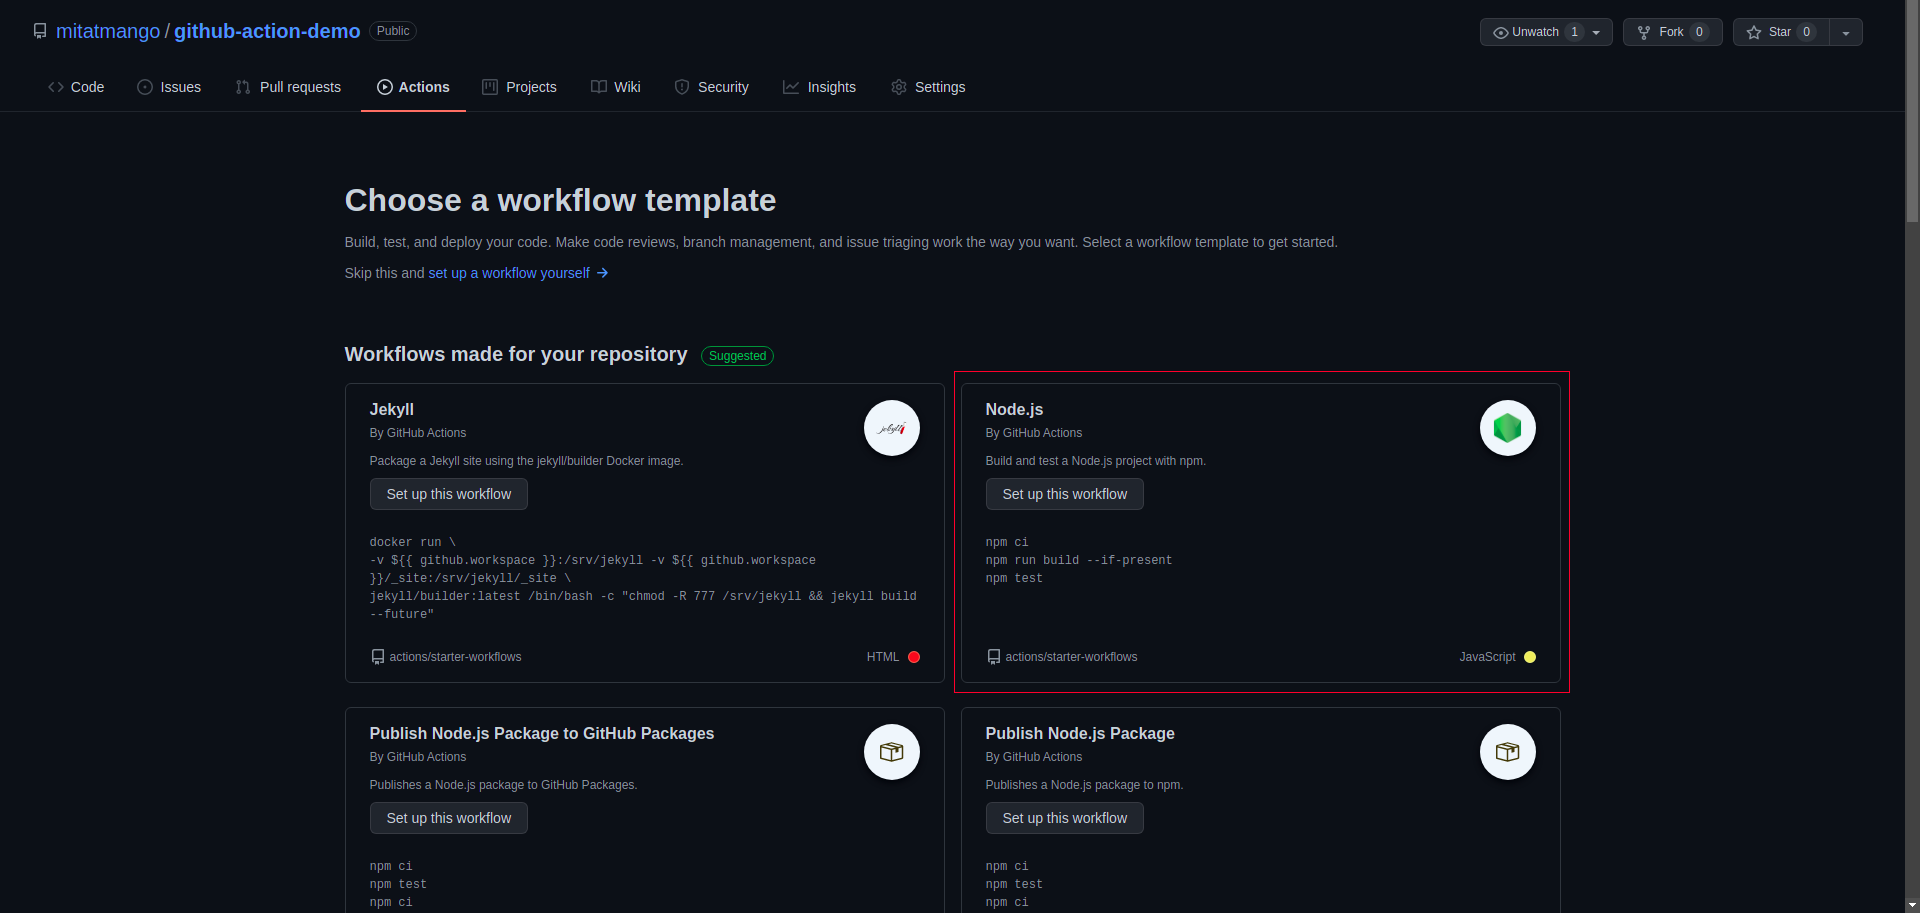 mitatmango / github-action-demo Public
Unwatch 1 Fork 0 Star 0
Code Issues Pull requests Actions Projects Wiki Security Insights Settings
Choose a workflow template
Build, test, and deploy your code. Make code reviews, branch management, and issue triaging work the way you want. Select a workflow template to get started.
Skip this and set up a workflow yourself →
Workflows made for your repository Suggested
Jekyll
By GitHub Actions
jekyll
Package a Jekyll site using the jekyll/builder Docker image.
Set up this workflow
docker run \
-v ${{ github.workspace }}:/srv/jekyll -v ${{ github.workspace
}}/_site:/srv/jekyll/_site \
jekyll/builder:latest /bin/bash -c "chmod -R 777 /srv/jekyll && jekyll build
--future"
actions/starter-workflows HTML
Node.js
By GitHub Actions
Build and test a Node.js project with npm.
Set up this workflow
npm ci
npm run build --if-present
npm test
actions/starter-workflows JavaScript
Publish Node.js Package to GitHub Packages
By GitHub Actions
Publishes a Node.js package to GitHub Packages.
Set up this workflow
npm ci
npm test
npm ci
Publish Node.js Package
By GitHub Actions
Publishes a Node.js package to npm.
Set up this workflow
npm ci
npm test
npm ci